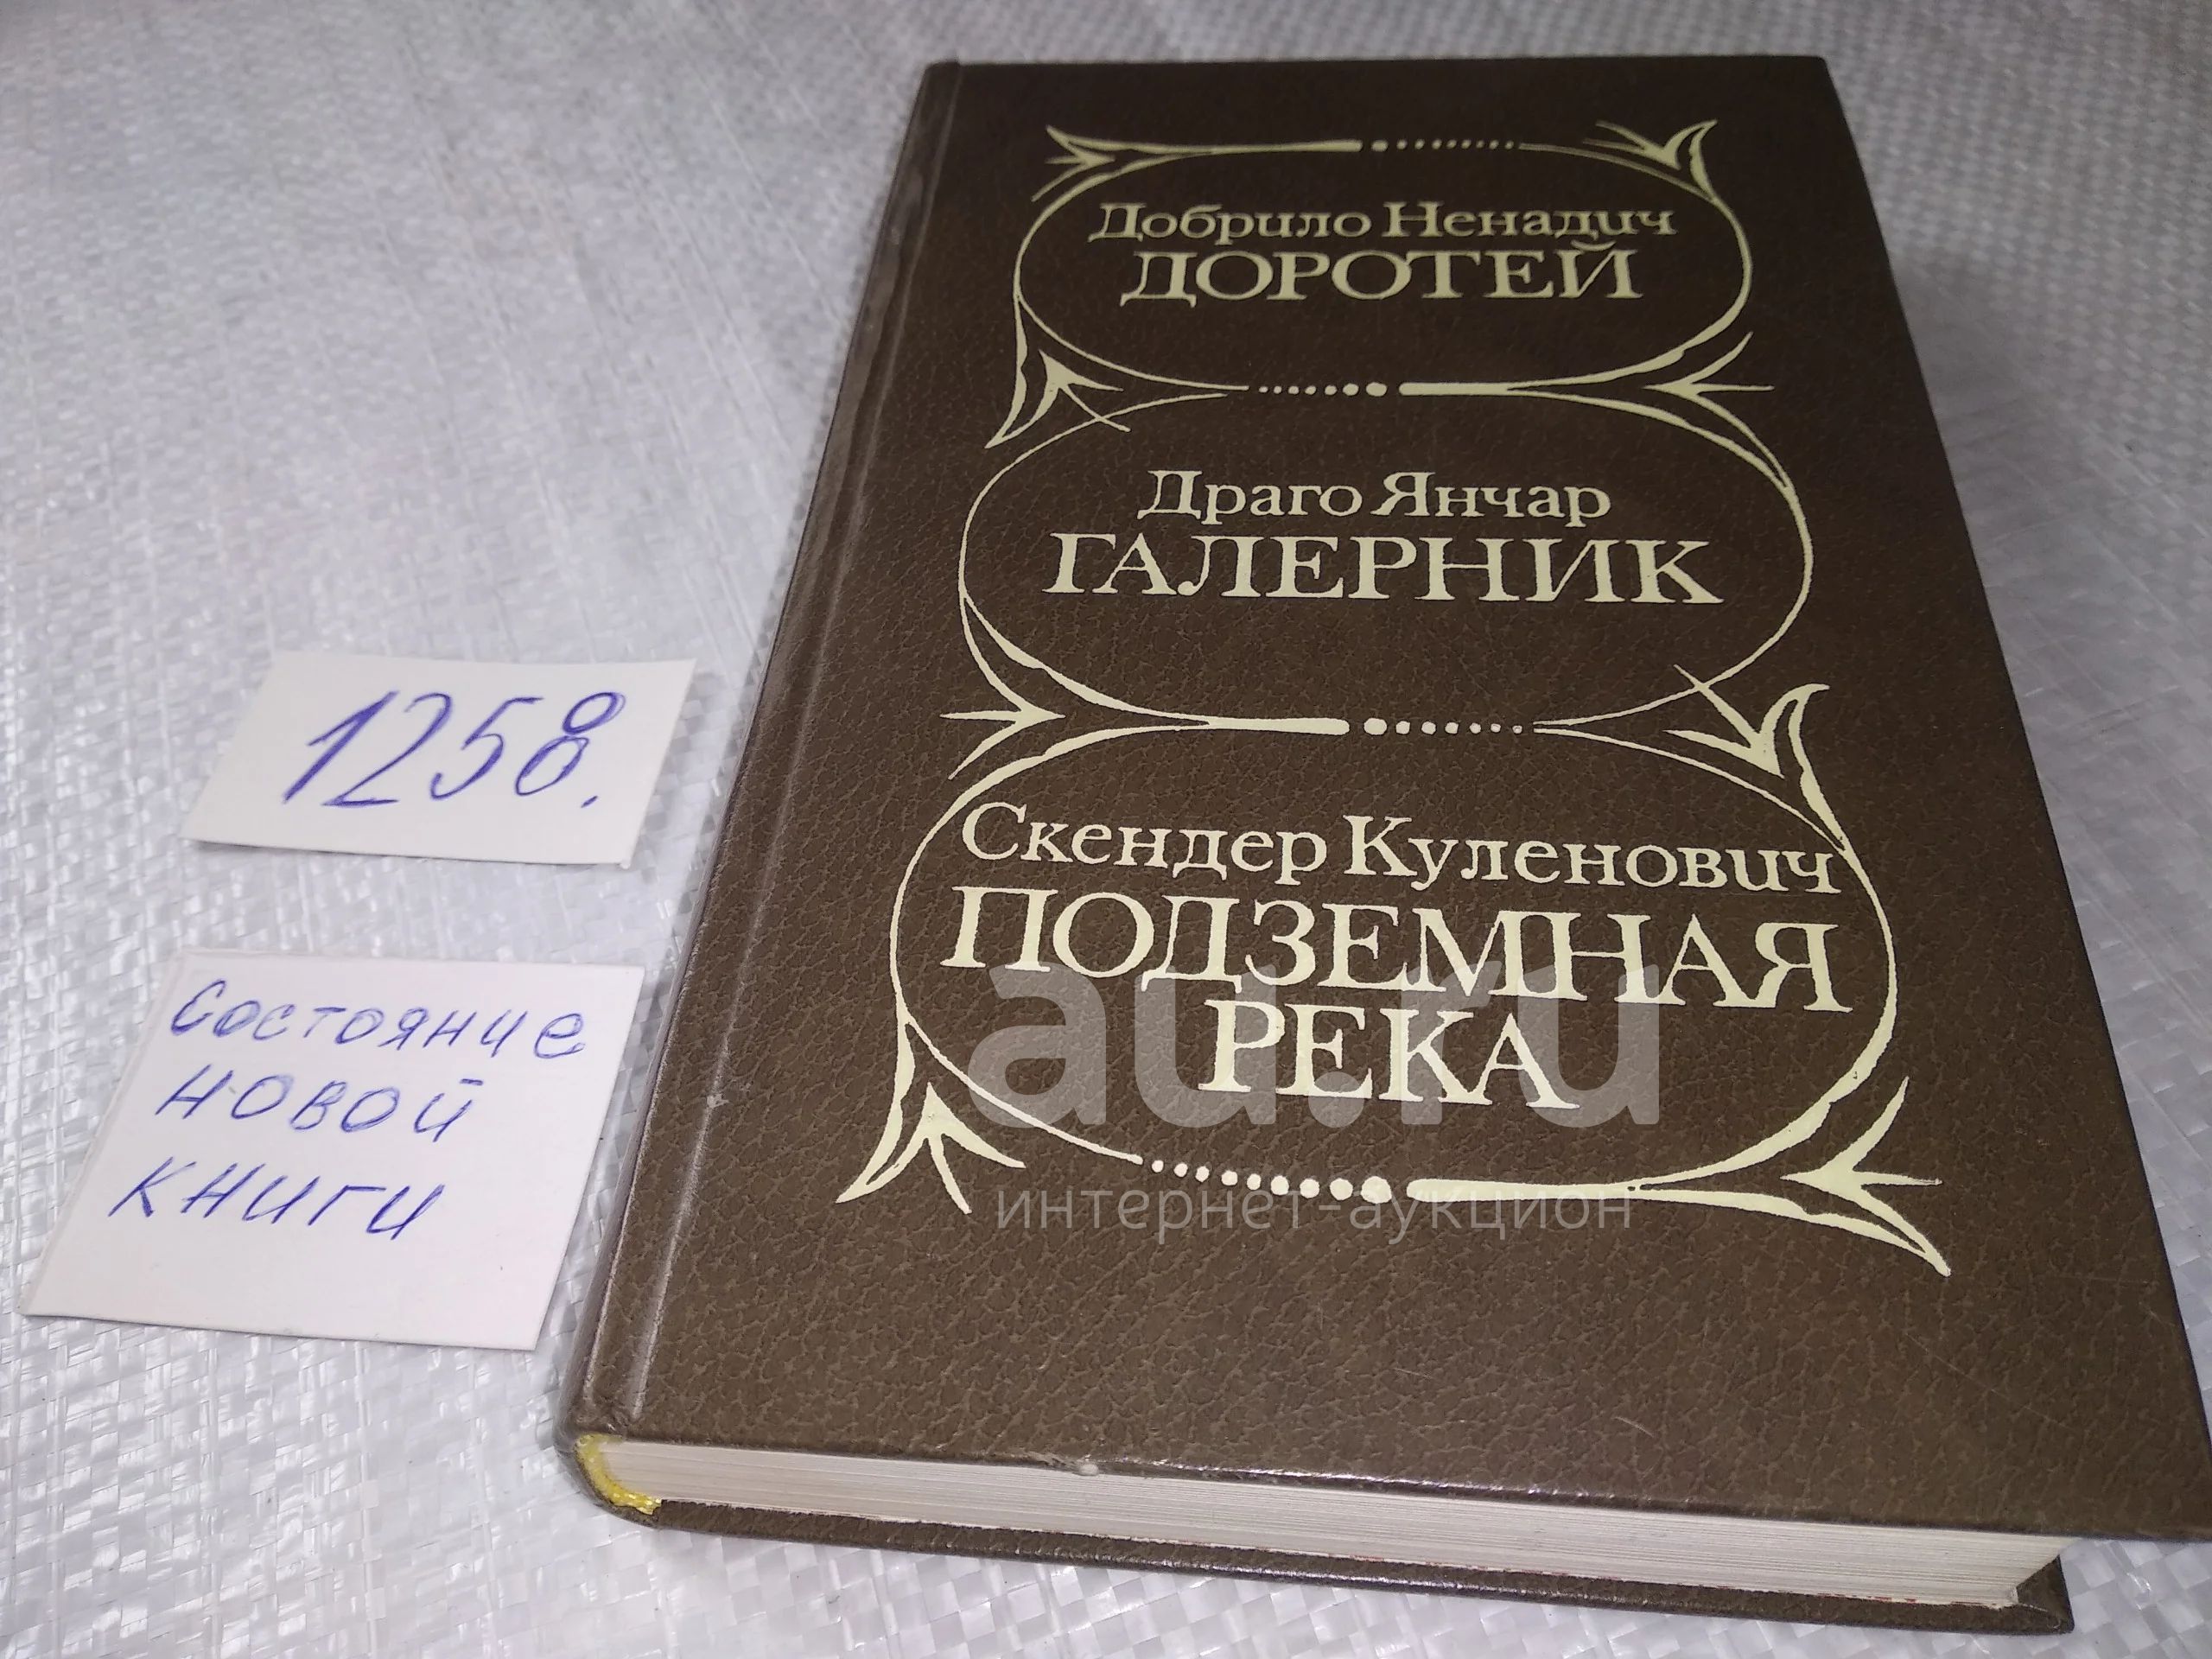 Добрило Ненадич
ДОРОТЕЙ
Драго Янчар
ГАЛЕРНИК
Скендер Куленович
ПОДЗЕМНАЯ
РЕКА
au.ru
интернет-аукцион
1258.
Состояние
новой
книги